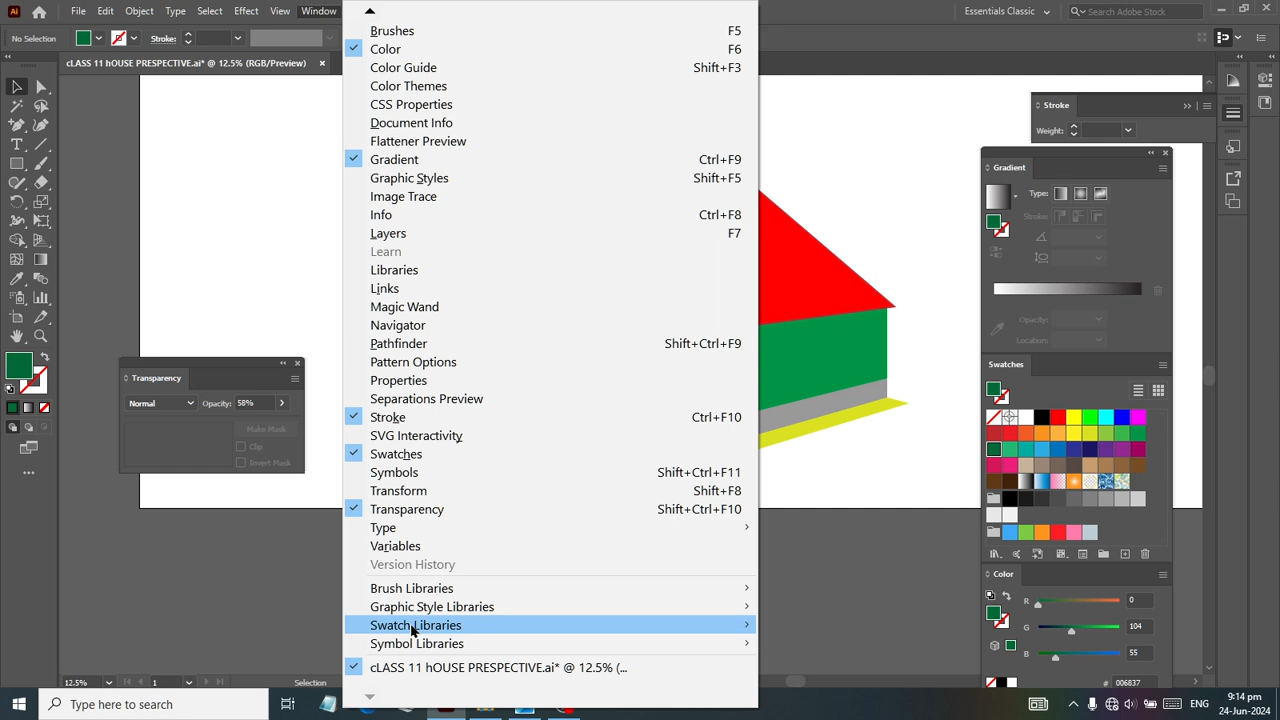 Ai File Edit Object Type Select Effect Window Essentials Classic Search Adobe Stock
No Selection Stroke:
cLASS 11 hOUSE PRESPECTIVE.ai* @ 12.5% (RGB/Preview) ×
Brushes F5
Color F6
Color Guide Shift+F3
Color Themes
CSS Properties
Document Info
Flattener Preview
Gradient Ctrl+F9
Graphic Styles Shift+F5
Image Trace
Info Ctrl+F8
Layers F7
Learn
Libraries
Links
Magic Wand
Navigator
Pathfinder Shift+Ctrl+F9
Pattern Options
Properties
Separations Preview
Stroke Ctrl+F10
SVG Interactivity
Swatches
Symbols Shift+Ctrl+F11
Transform Shift+F8
Transparency Shift+Ctrl+F10
Type
Variables
Version History
Brush Libraries
Graphic Style Libraries
Swatch Libraries
Symbol Libraries
cLASS 11 hOUSE PRESPECTIVE.ai* @ 12.5% (...
Transparency
Normal Opacity: 58%
Make Mask
Clip
Invert Mask
Stroke
Weight:
Gradient
Type:
Stroke:
Opacity:
Location:
Swatches
Color
R 0
G 104
B 55
# 006837
12.5% 1 Selection
Type here to search
ENG
9:14 pm
24-Jun-2024